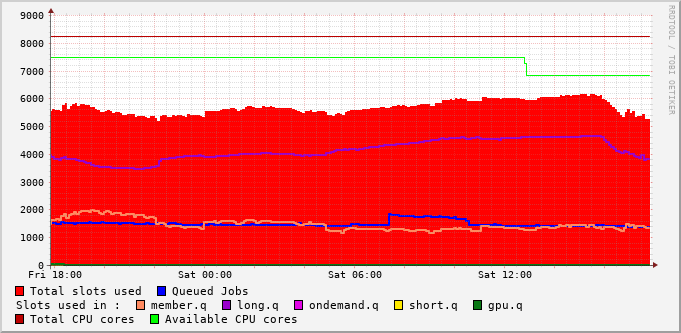 9000
8000
7000
6000
5000
4000
3000
2000
1000
0
Fri 18:00 Sat 00:00 Sat 06:00 Sat 12:00
Total slots used Queued Jobs
Slots used in : member.q long.q ondemand.q short.q gpu.q
Total CPU cores Available CPU cores
RRDTOOL / TOBI OETIKER